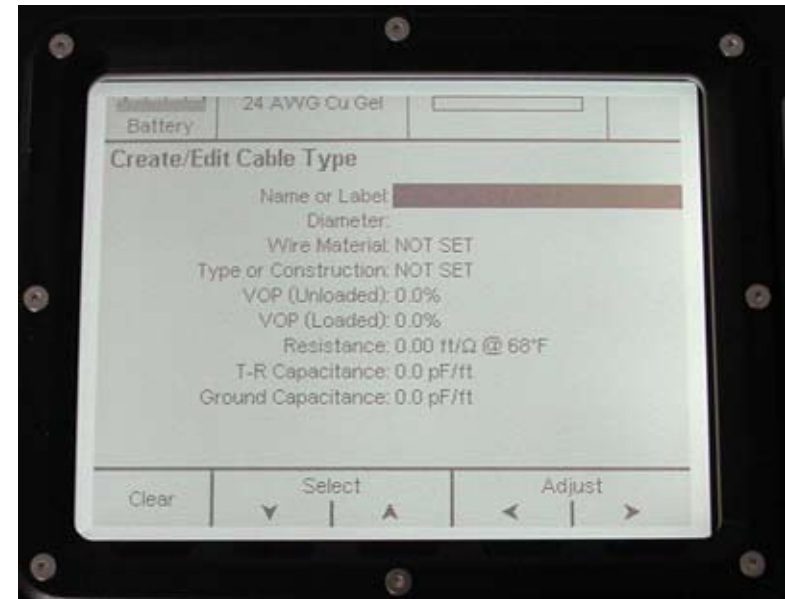 24 AWG Cu Gel
Battery
Create/Edit Cable Type
Name or Label:
Diameter:
Wire Material: NOT SET
Type or Construction: NOT SET
VOP (Unloaded): 0.0%
VOP (Loaded): 0.0%
Resistance: 0.00 ft/Ω @ 68°F
T-R Capacitance: 0.0 pF/ft
Ground Capacitance: 0.0 pF/ft
Clear Select Adjust